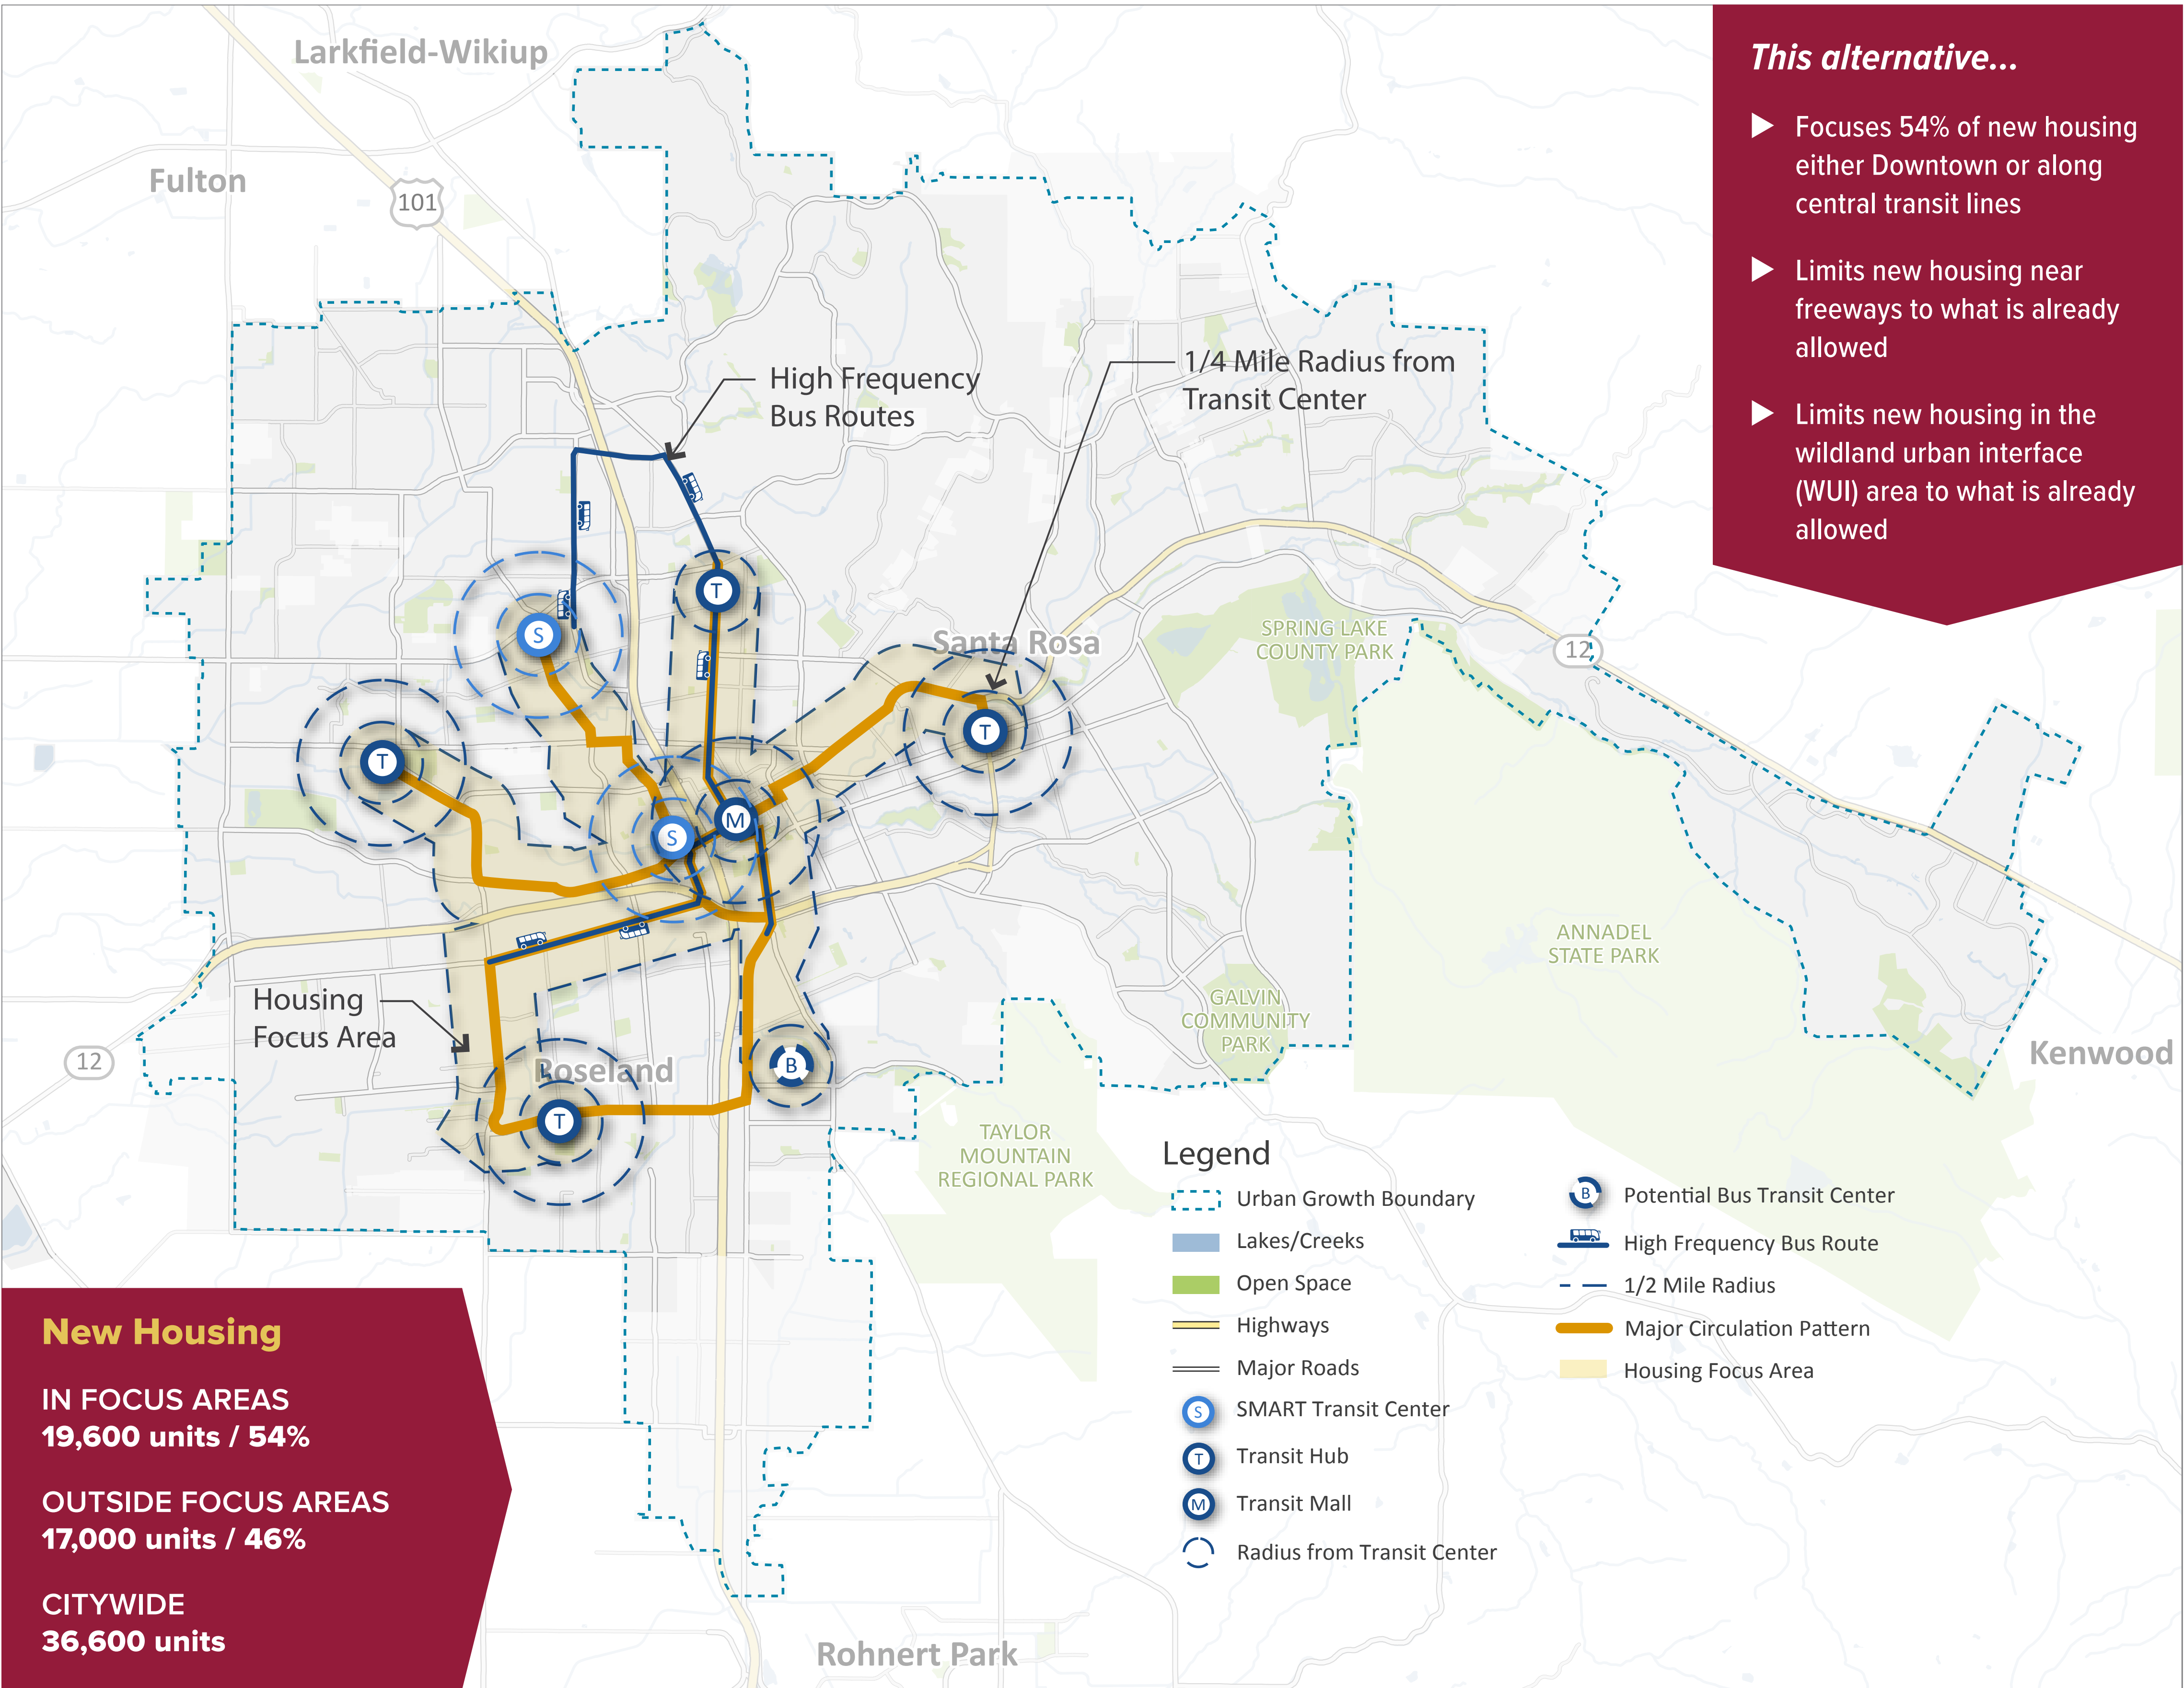 Larkfield-Wikiup
Fulton
101
This alternative...
Focuses 54% of new housing
either Downtown or along
central transit lines
Limits new housing near
freeways to what is already
allowed
Limits new housing in the
wildland urban interface
(WUI) area to what is already
allowed
High Frequency
Bus Routes
1/4 Mile Radius from
Transit Center
T
S
Santa Rosa
SPRING LAKE
COUNTY PARK
12
T
T
M
S
ANNADEL
STATE PARK
Housing
Focus Area
GALVIN
COMMUNITY
PARK
12
Roseland
B
T
Kenwood
TAYLOR
MOUNTAIN
REGIONAL PARK
Legend
Urban Growth Boundary
Lakes/Creeks
Open Space
Highways
Major Roads
S SMART Transit Center
T Transit Hub
M Transit Mall
Radius from Transit Center
B Potential Bus Transit Center
High Frequency Bus Route
1/2 Mile Radius
Major Circulation Pattern
Housing Focus Area
New Housing
IN FOCUS AREAS
19,600 units / 54%
OUTSIDE FOCUS AREAS
17,000 units / 46%
CITYWIDE
36,600 units
Rohnert Park